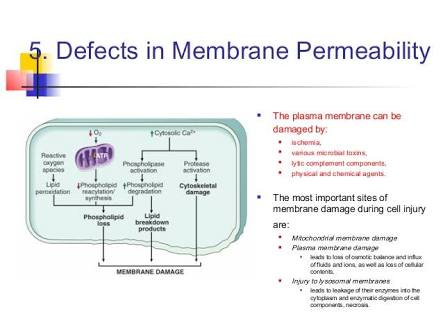 5. Defects in Membrane Permeability
↓O₂
↑Cytosolic Ca²⁺
↓ATP
Reactive
oxygen
species
Phospholipase
activation
Protease
activation
Lipid
peroxidation
↓Phospholipid
reacylation/
synthesis
↑Phospholipid
degradation
Cytoskeletal
damage
Phospholipid
loss
Lipid
breakdown
products
MEMBRANE DAMAGE
The plasma membrane can be
damaged by:
ischemia,
various microbial toxins,
lytic complement components,
physical and chemical agents.
The most important sites of
membrane damage during cell injury
are:
Mitochondrial membrane damage
Plasma membrane damage
leads to loss of osmotic balance and influx
of fluids and ions, as well as loss of cellular
contents.
Injury to lysosomal membranes
leads to leakage of their enzymes into the
cytoplasm and enzymatic digestion of cell
components, necrosis.